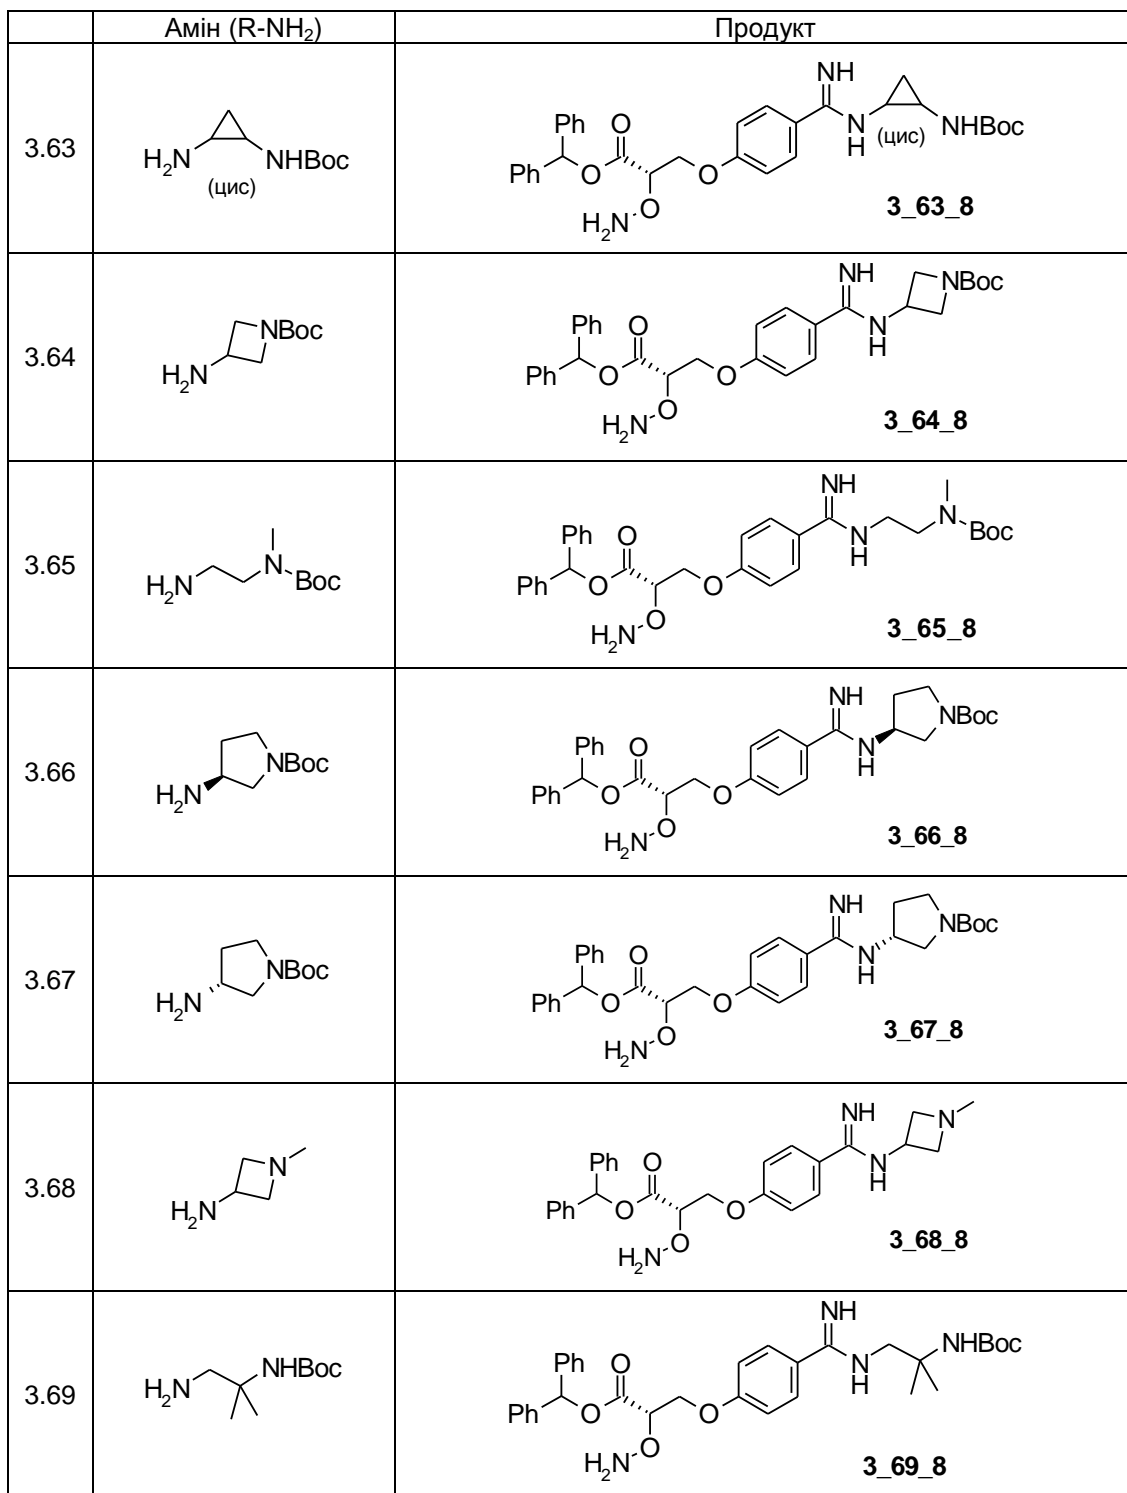 Амін (R-NH2) Продукт
3.63
H2N
NHBoc
(цис)
Ph
Ph
O
O
O
H2N
O
NH
N
H
(цис)
NHBoc
3_63_8
3.64
H2N
NBoc
Ph
Ph
O
O
O
H2N
O
NH
N
H
NBoc
3_64_8
3.65
H2N
N
Boc
Ph
Ph
O
O
O
H2N
O
NH
N
H
N
Boc
3_65_8
3.66
H2N
NBoc
Ph
Ph
O
O
O
H2N
O
NH
N
H
NBoc
3_66_8
3.67
H2N
NBoc
Ph
Ph
O
O
O
H2N
O
NH
N
H
NBoc
3_67_8
3.68
H2N
N
Ph
Ph
O
O
O
H2N
O
NH
N
H
N
3_68_8
3.69
H2N
NHBoc
Ph
Ph
O
O
O
H2N
O
NH
N
H
NHBoc
3_69_8